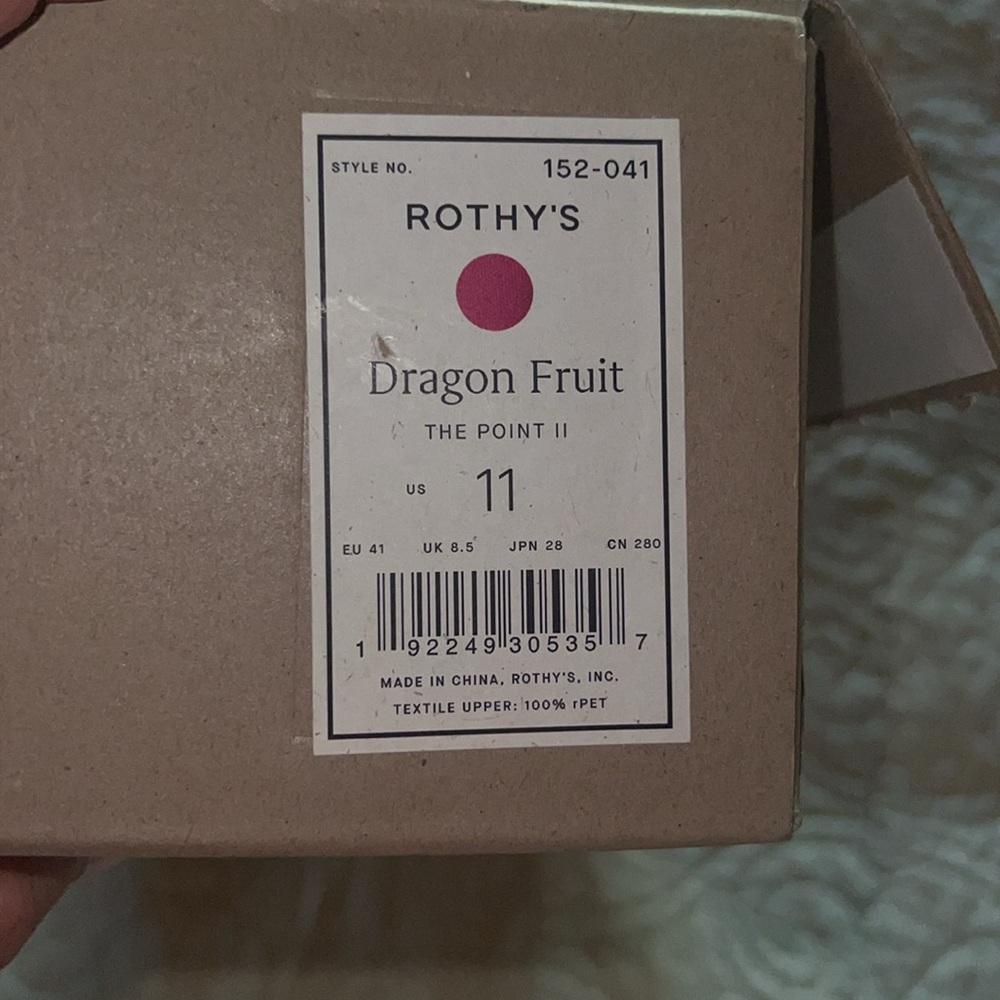 STYLE NO. 152-041
ROTHY'S
Dragon Fruit
THE POINT II
US 11
EU 41 UK 8.5 JPN 28 CN 280
1 92249 30535 7
MADE IN CHINA, ROTHY'S, INC.
TEXTILE UPPER: 100% rPET